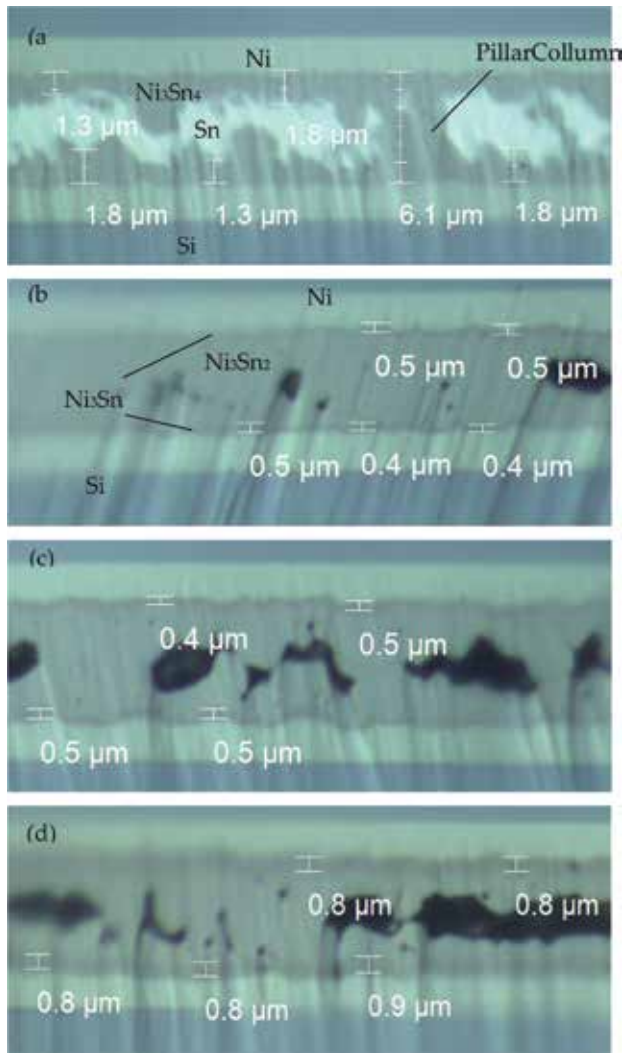 (a
Ni
PillarCollumn
Ni₃Sn₄
1.3 µm
Sn
1.8 µm
1.8 µm
1.3 µm
6.1 µm
1.8 µm
Si
(b
Ni
Ni₃Sn₂
0.5 µm
0.5 µm
Ni₃Sn
0.5 µm
0.4 µm
0.4 µm
Si
(c)
0.4 µm
0.5 µm
0.5 µm
0.5 µm
(d)
0.8 µm
0.8 µm
0.8 µm
0.8 µm
0.9 µm